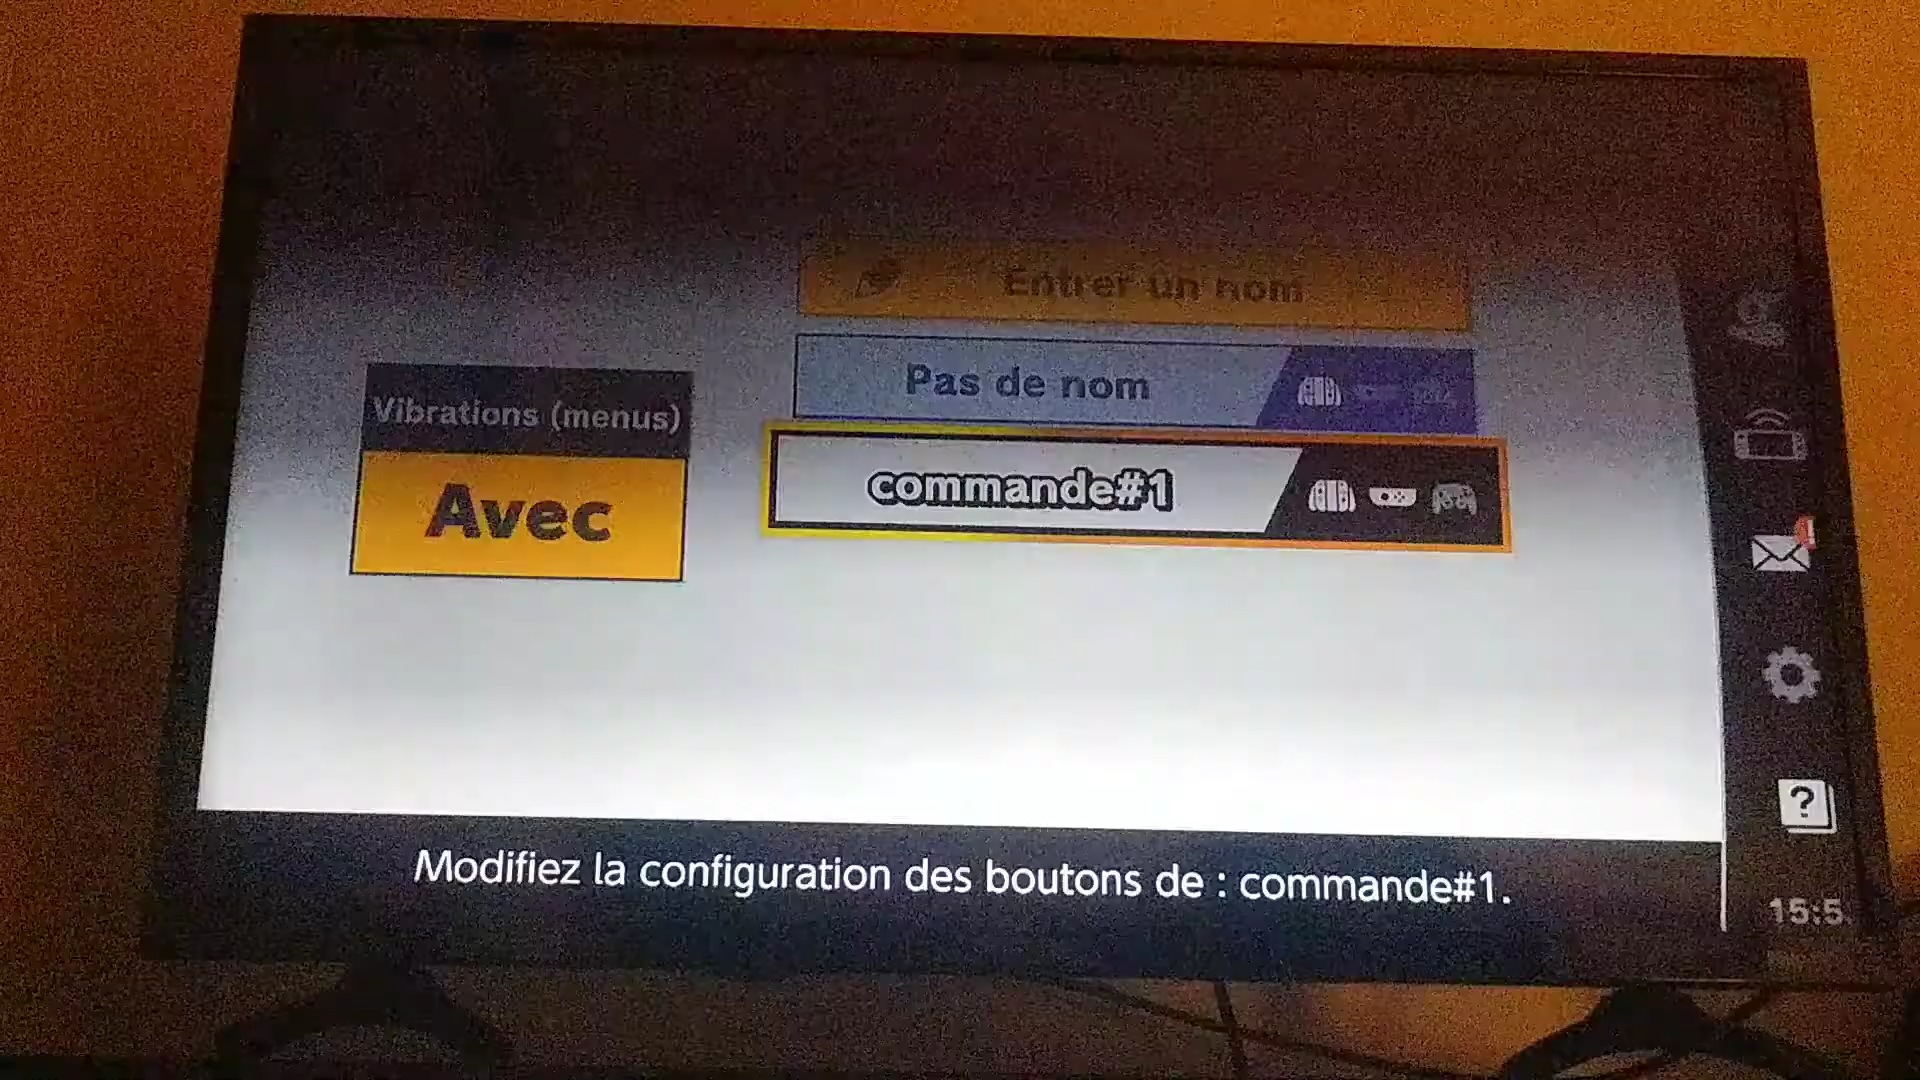 Entrer un nom
Pas de nom
Vibrations (menus)
Avec
commande#1
?
Modifiez la configuration des boutons de : commande#1.
15:5